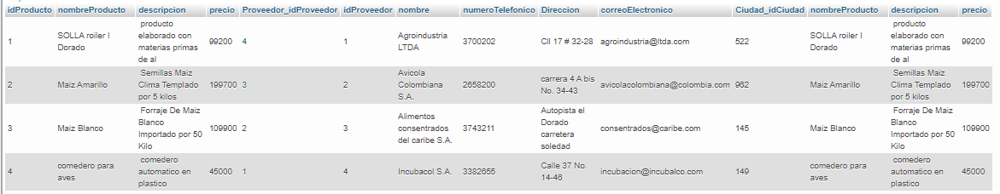 idProducto nombreProducto descripcion precio Proveedor_idProveedor idProveedor nombre numeroTelefonico Direccion correoElectronico Ciudad_idCiudad nombreProducto descripcion precio
1 SOLLA roiler I Dorado producto elaborado con materias primas de al 99200 4 1 Agroindustria LTDA 3700202 Cll 17 # 32-28 agroindustria@ltda.com 522 SOLLA roiler I Dorado producto elaborado con materias primas de al 99200
2 Maiz Amarillo Semillas Maiz Clima Templado por 5 kilos 199700 3 2 Avicola Colombiana S.A. 2658200 carrera 4 A bis No. 34-43 avicolacolombiana@colombia.com 962 Maiz Amarillo Semillas Maiz Clima Templado por 5 kilos 199700
3 Maiz Blanco Forraje De Maiz Blanco Importado por 50 Kilo 109900 2 3 Alimentos consentrados del caribe S.A. 3743211 Autopista el Dorado carretera soledad consentrados@caribe.com 145 Maiz Blanco Forraje De Maiz Blanco Importado por 50 Kilo 109900
4 comedero para aves comedero automatico en plastico 45000 1 4 Incubacol S.A. 3382655 Calle 37 No. 14-46 incubacion@incubalco.com 149 comedero para aves comedero automatico en plastico 45000